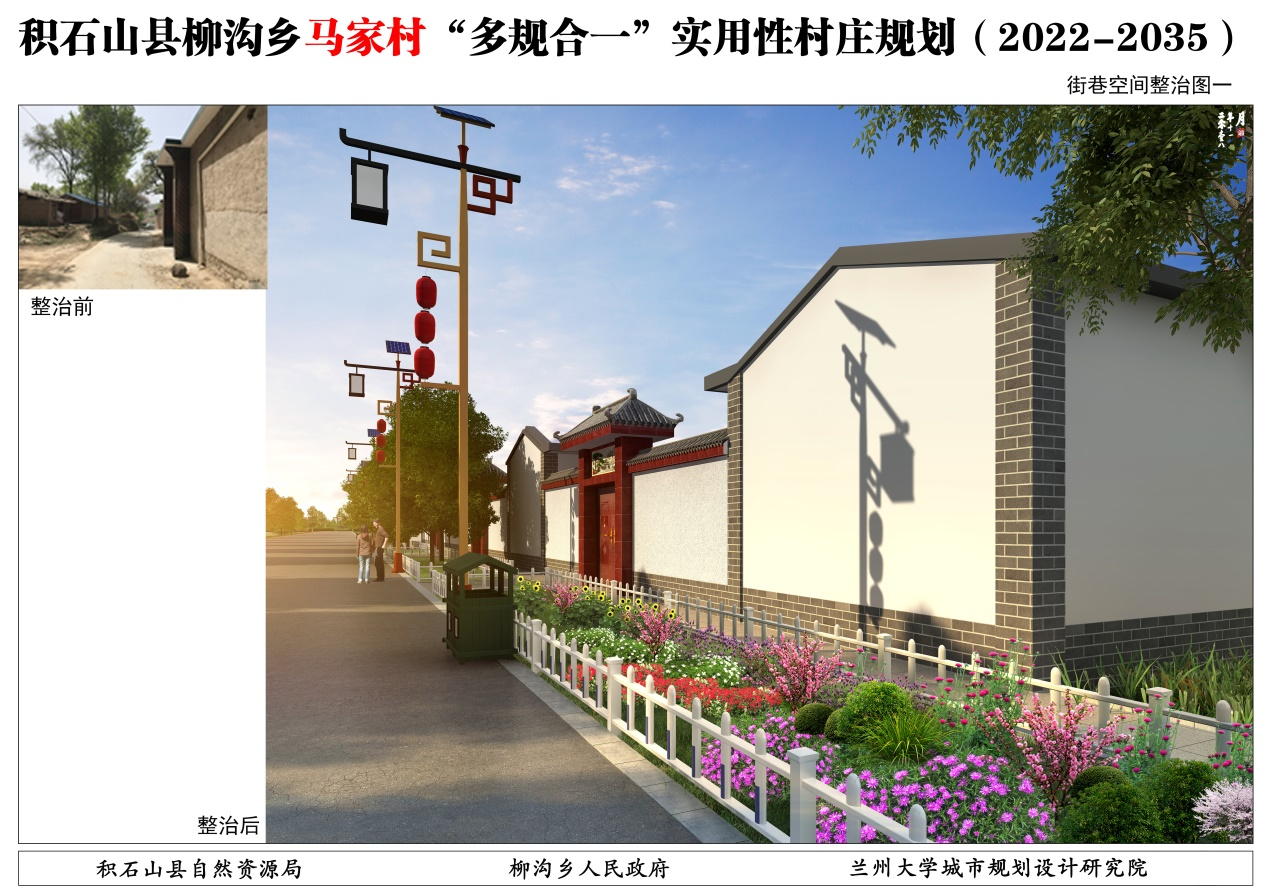 积石山县柳沟乡马家村“多规合一”实用性村庄规划（2022-2035）
街巷空间整治图一
整治前
整治后
积石山县自然资源局
柳沟乡人民政府
兰州大学城市规划设计研究院